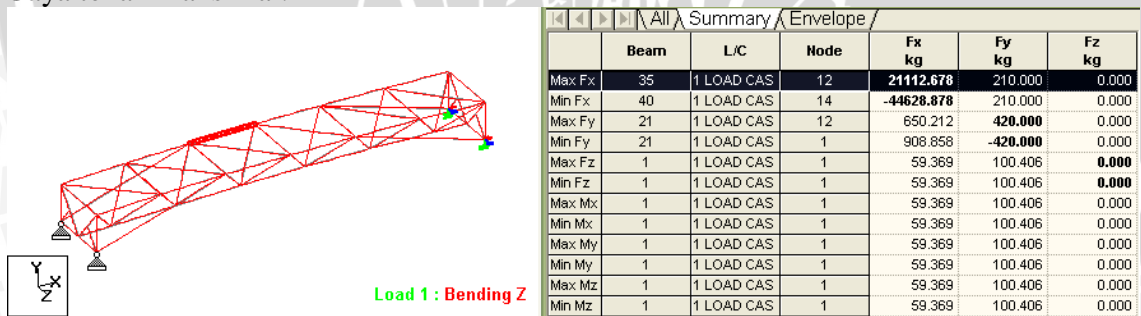 All Summary Envelope
Beam L/C Node Fx kg Fy kg Fz kg
Max Fx 35 1 LOAD CAS 12 21112.678 210.000 0.000
Min Fx 40 1 LOAD CAS 14 -44628.878 210.000 0.000
Max Fy 21 1 LOAD CAS 12 650.212 420.000 0.000
Min Fy 21 1 LOAD CAS 1 908.858 -420.000 0.000
Max Fz 1 1 LOAD CAS 1 59.369 100.406 0.000
Min Fz 1 1 LOAD CAS 1 59.369 100.406 0.000
Max Mx 1 1 LOAD CAS 1 59.369 100.406 0.000
Min Mx 1 1 LOAD CAS 1 59.369 100.406 0.000
Max My 1 1 LOAD CAS 1 59.369 100.406 0.000
Min My 1 1 LOAD CAS 1 59.369 100.406 0.000
Max Mz 1 1 LOAD CAS 1 59.369 100.406 0.000
Min Mz 1 1 LOAD CAS 1 59.369 100.406 0.000
Y
X
Z
Load 1 : Bending Z